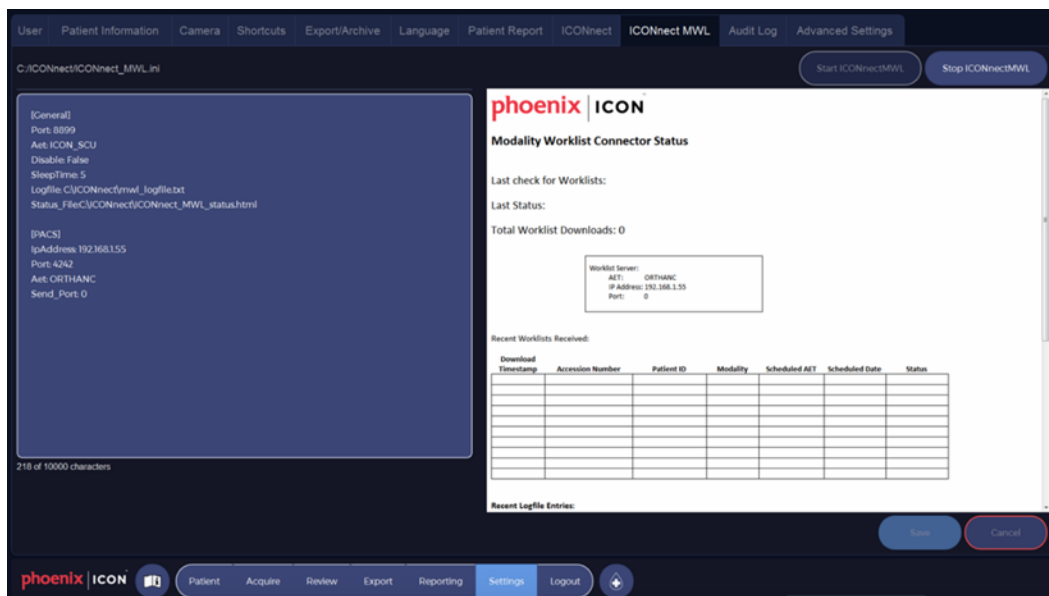 User Patient Information Camera Shortcuts Export/Archive Language Patient Report ICONnect ICONnect MWL Audit Log Advanced Settings
C:/ICONnect/ICONnect_MWL.ini
Start ICONnectMWL Stop ICONnectMWL
[General]
Port: 8899
Aet: ICON_SCU
Disable: False
SleepTime: 5
Logfile: C:\ICONnect\mwl_logfile.txt
Status_File:C:\ICONnect\ICONnect_MWL_status.html
[PACS]
IpAddress: 192.168.1.55
Port: 4242
Aet: ORTHANC
Send_Port: 0
218 of 10000 characters
phoenix | ICON
Modality Worklist Connector Status
Last check for Worklists:
Last Status:
Total Worklist Downloads: 0
Worklist Server:
AET: ORTHANC
IP Address: 192.168.1.55
Port: 0
Recent Worklists Received:
Download
Timestamp Accession Number Patient ID Modality Scheduled AET Scheduled Date Status
Recent Logfile Entries:
Save Cancel
phoenix | ICON Patient Acquire Review Export Reporting Settings Logout